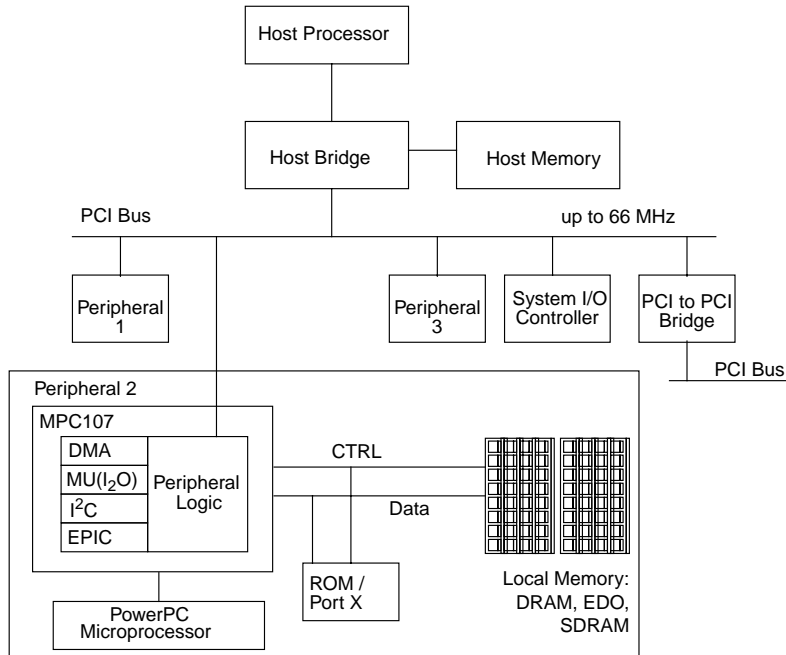 Host Processor
Host Bridge
Host Memory
PCI Bus
up to 66 MHz
Peripheral
1
Peripheral
3
System I/O
Controller
PCI to PCI
Bridge
PCI Bus
Peripheral 2
MPC107
DMA
MU(I₂O)
I²C
EPIC
Peripheral
Logic
CTRL
Data
ROM /
Port X
Local Memory:
DRAM, EDO,
SDRAM
PowerPC
Microprocessor